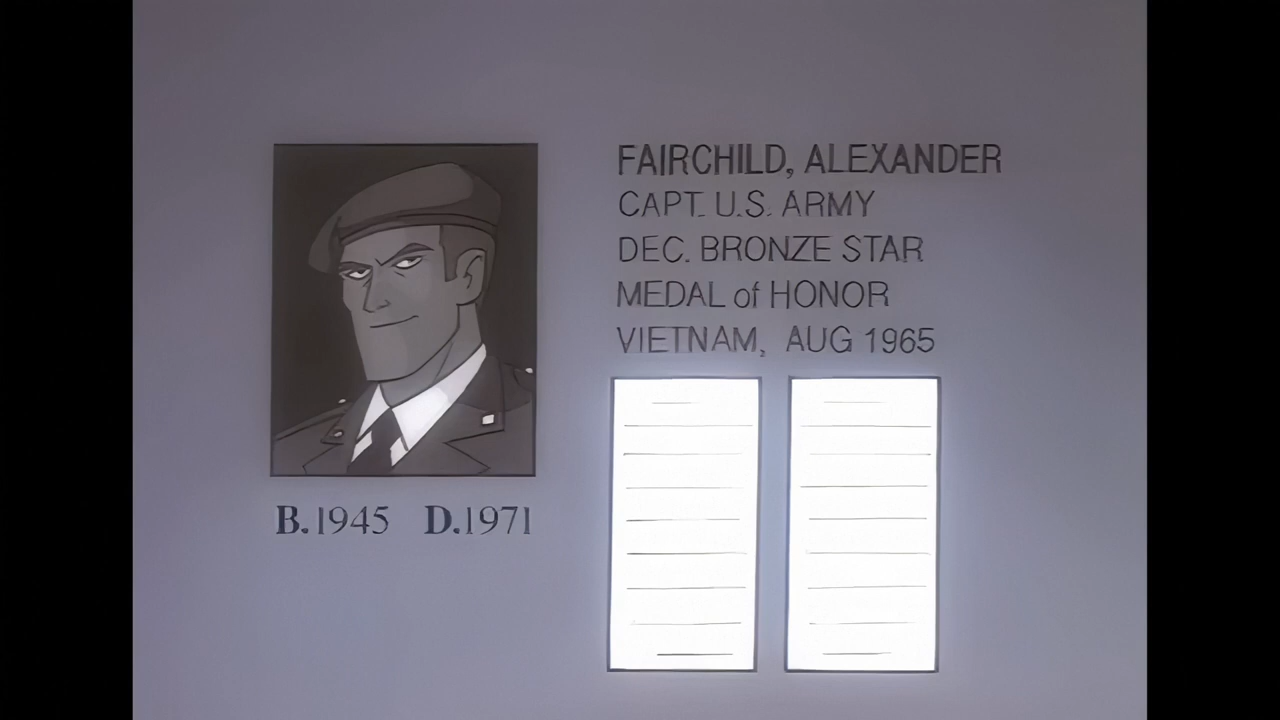 FAIRCHILD, ALEXANDER
CAPT. U.S. ARMY
DEC. BRONZE STAR
MEDAL of HONOR
VIETNAM, AUG 1965
B.1945 D.1971